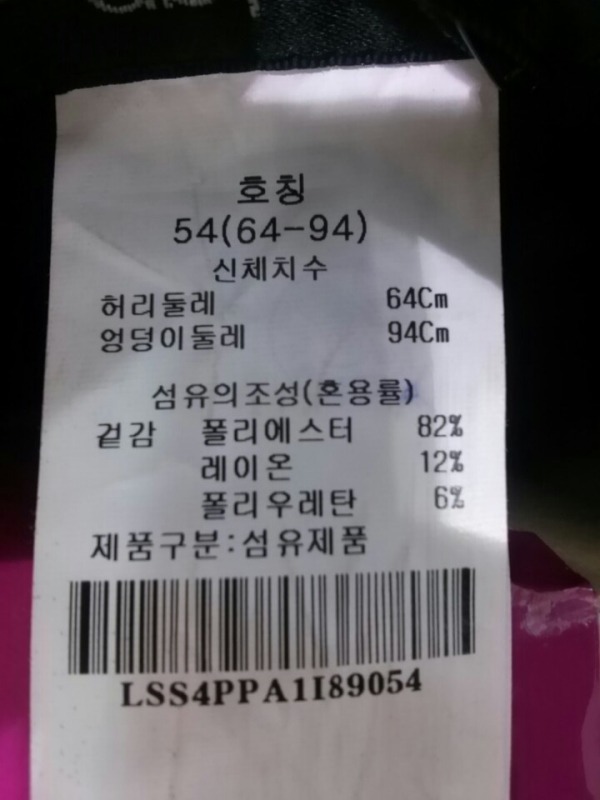 호칭
54(64-94)
신체치수
허리둘레 64Cm
엉덩이둘레 94Cm
섬유의조성(혼용률)
겉감 폴리에스터 82%
레이온 12%
폴리우레탄 6%
제품구분:섬유제품
LSS4PPA1I89054